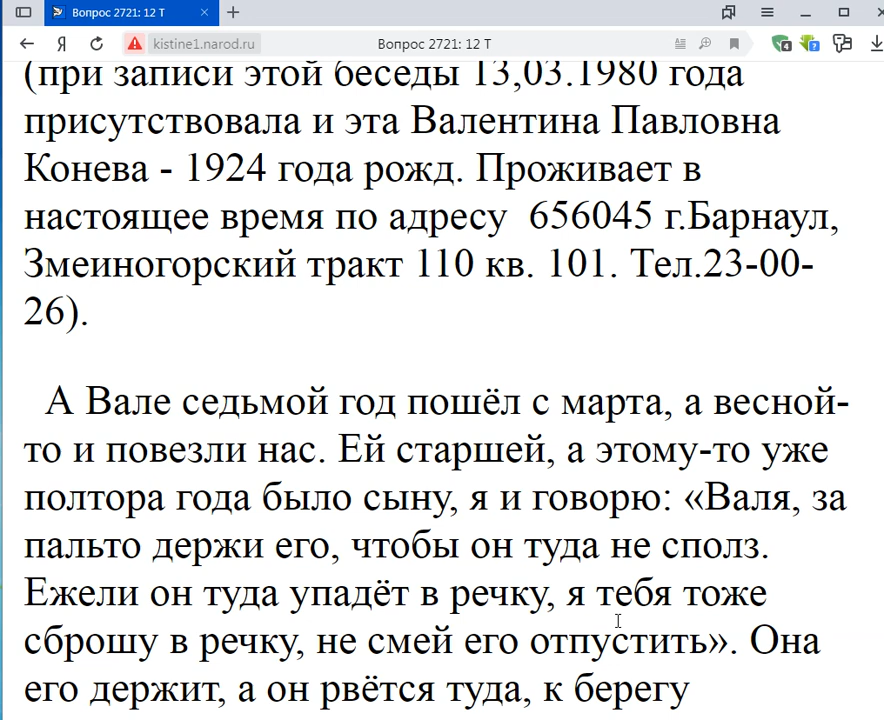 Вопрос 2721: 12 Т
Я kistine1.narod.ru Вопрос 2721: 12 Т
(при записи этой беседы 13,03.1980 года
присутствовала и эта Валентина Павловна
Конева - 1924 года рожд. Проживает в
настоящее время по адресу 656045 г.Барнаул,
Змеиногорский тракт 110 кв. 101. Тел.23-00-
26).
А Вале седьмой год пошёл с марта, а весной-
то и повезли нас. Ей старшей, а этому-то уже
полтора года было сыну, я и говорю: «Валя, за
пальто держи его, чтобы он туда не сполз.
Ежели он туда упадёт в речку, я тебя тоже
сброшу в речку, не смей его отпустить». Она
его держит, а он рвётся туда, к берегу